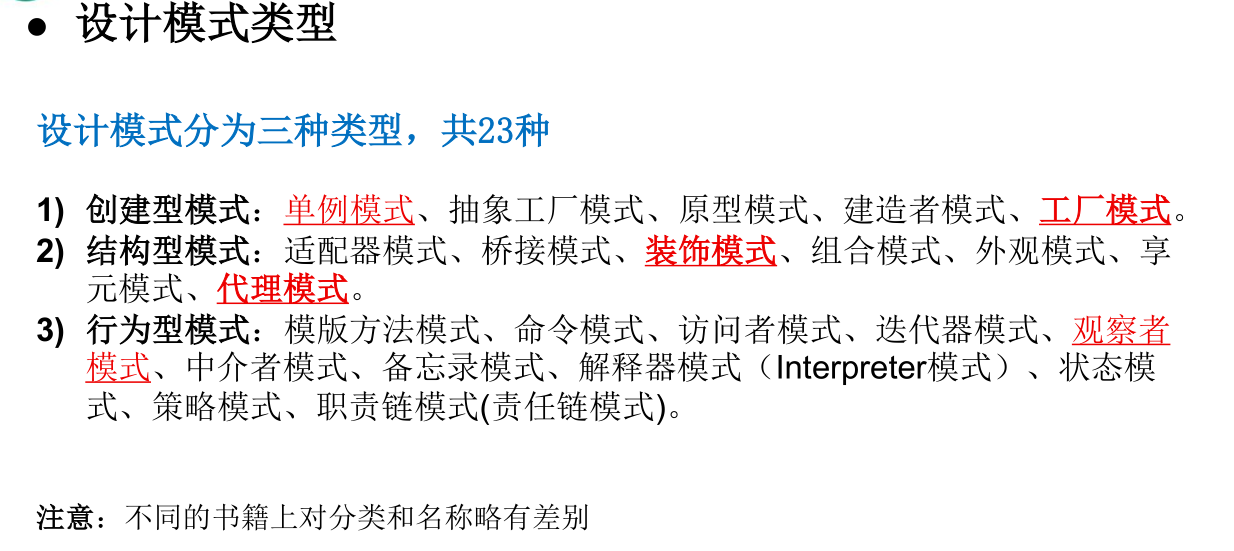 ● 设计模式类型
设计模式分为三种类型，共23种
1) 创建型模式：单例模式、抽象工厂模式、原型模式、建造者模式、工厂模式。
2) 结构型模式：适配器模式、桥接模式、装饰模式、组合模式、外观模式、享
元模式、代理模式。
3) 行为型模式：模版方法模式、命令模式、访问者模式、迭代器模式、观察者
模式、中介者模式、备忘录模式、解释器模式（Interpreter模式）、状态模
式、策略模式、职责链模式(责任链模式)。
注意：不同的书籍上对分类和名称略有差别